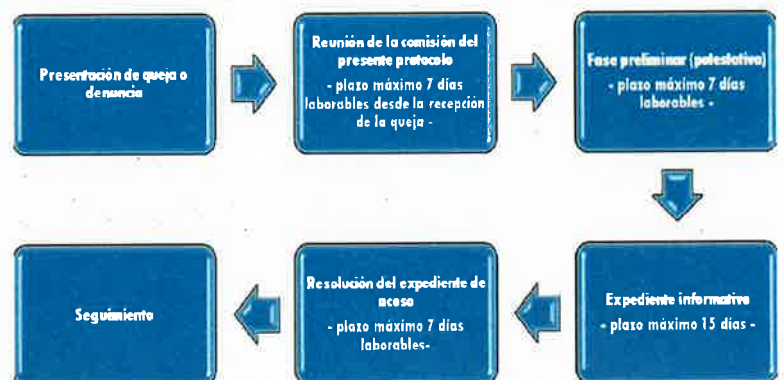 Presentación de queja o
denuncia
Reunión de la comisión del
presente protocolo
- plazo máximo 7 días
laborables desde la recepción
de la queja -
Fase preliminar (potestativa)
- plazo máximo 7 días
laborables -
Expediente informativo
- plazo máximo 15 días -
Resolución del expediente de
acoso
- plazo máximo 7 días
laborables-
Seguimiento